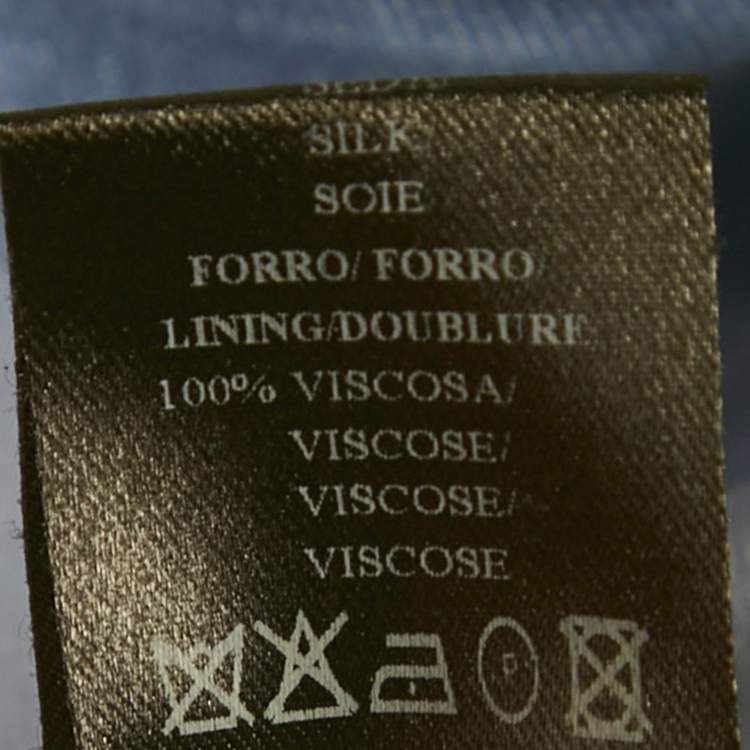 SILK
SOIE
FORRO/ FORRO/
LINING/DOUBLURE
100% VISCOSA/
VISCOSE/
VISCOSE/
VISCOSE
P